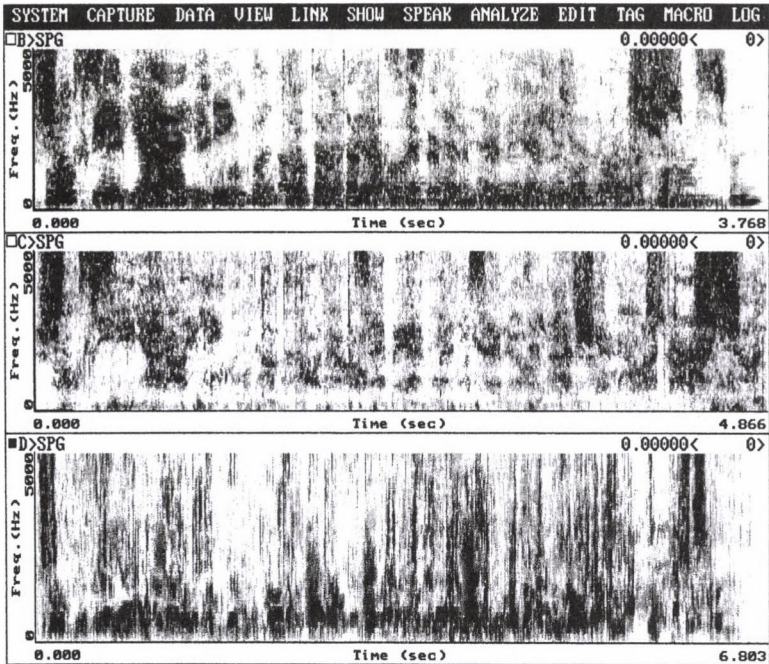 SYSTEM CAPTURE DATA VIEW LINK SHOW SPEAK ANALYZE EDIT TAG MACRO LOG
□B>SPG 0.00000< 0>
5000
Freq.(Hz)
0
0.000 Time (sec) 3.768
□C>SPG 0.00000< 0>
5000
Freq.(Hz)
0
0.000 Time (sec) 4.866
■D>SPG 0.00000< 0>
5000
Freq.(Hz)
0
0.000 Time (sec) 6.803